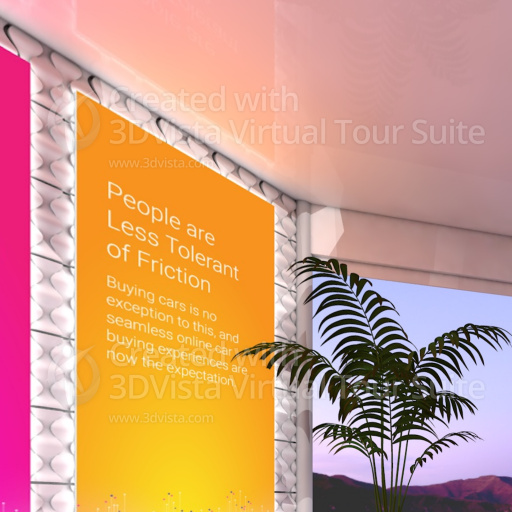 Created with
3DVista Virtual Tour Suite
www.3dvista.com
People are
Less Tolerant
of Friction
Buying cars is no
exception to this, and
seamless online car
buying experiences are
now the expectation
Created with
3DVista Virtual Tour Suite
www.3dvista.com